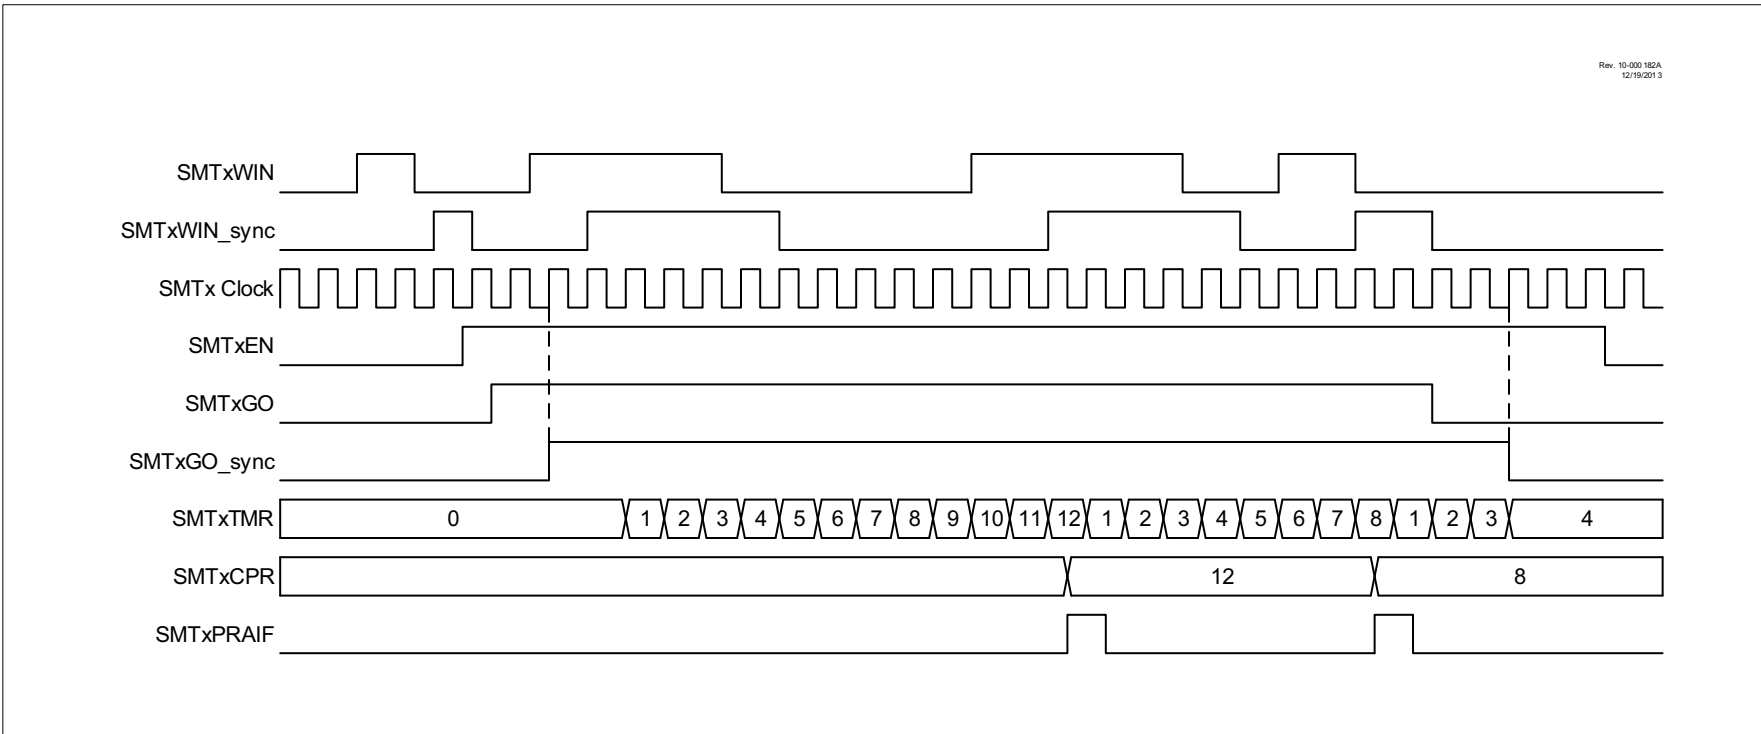 Rev. 10-000 182A
12/19/201 3
SMTxWIN
SMTxWIN_sync
SMTx Clock
SMTxEN
SMTxGO
SMTxGO_sync
SMTxTMR 0 1 2 3 4 5 6 7 8 9 10 11 12 1 2 3 4 5 6 7 8 1 2 3 4
SMTxCPR 12 8
SMTxPRAIF